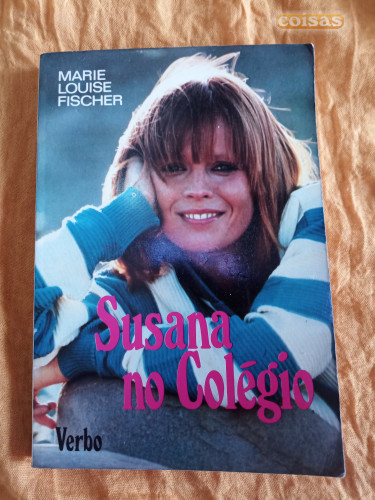 coisas
MARIE
LOUISE
FISCHER
Susana
no Colégio
Verbo